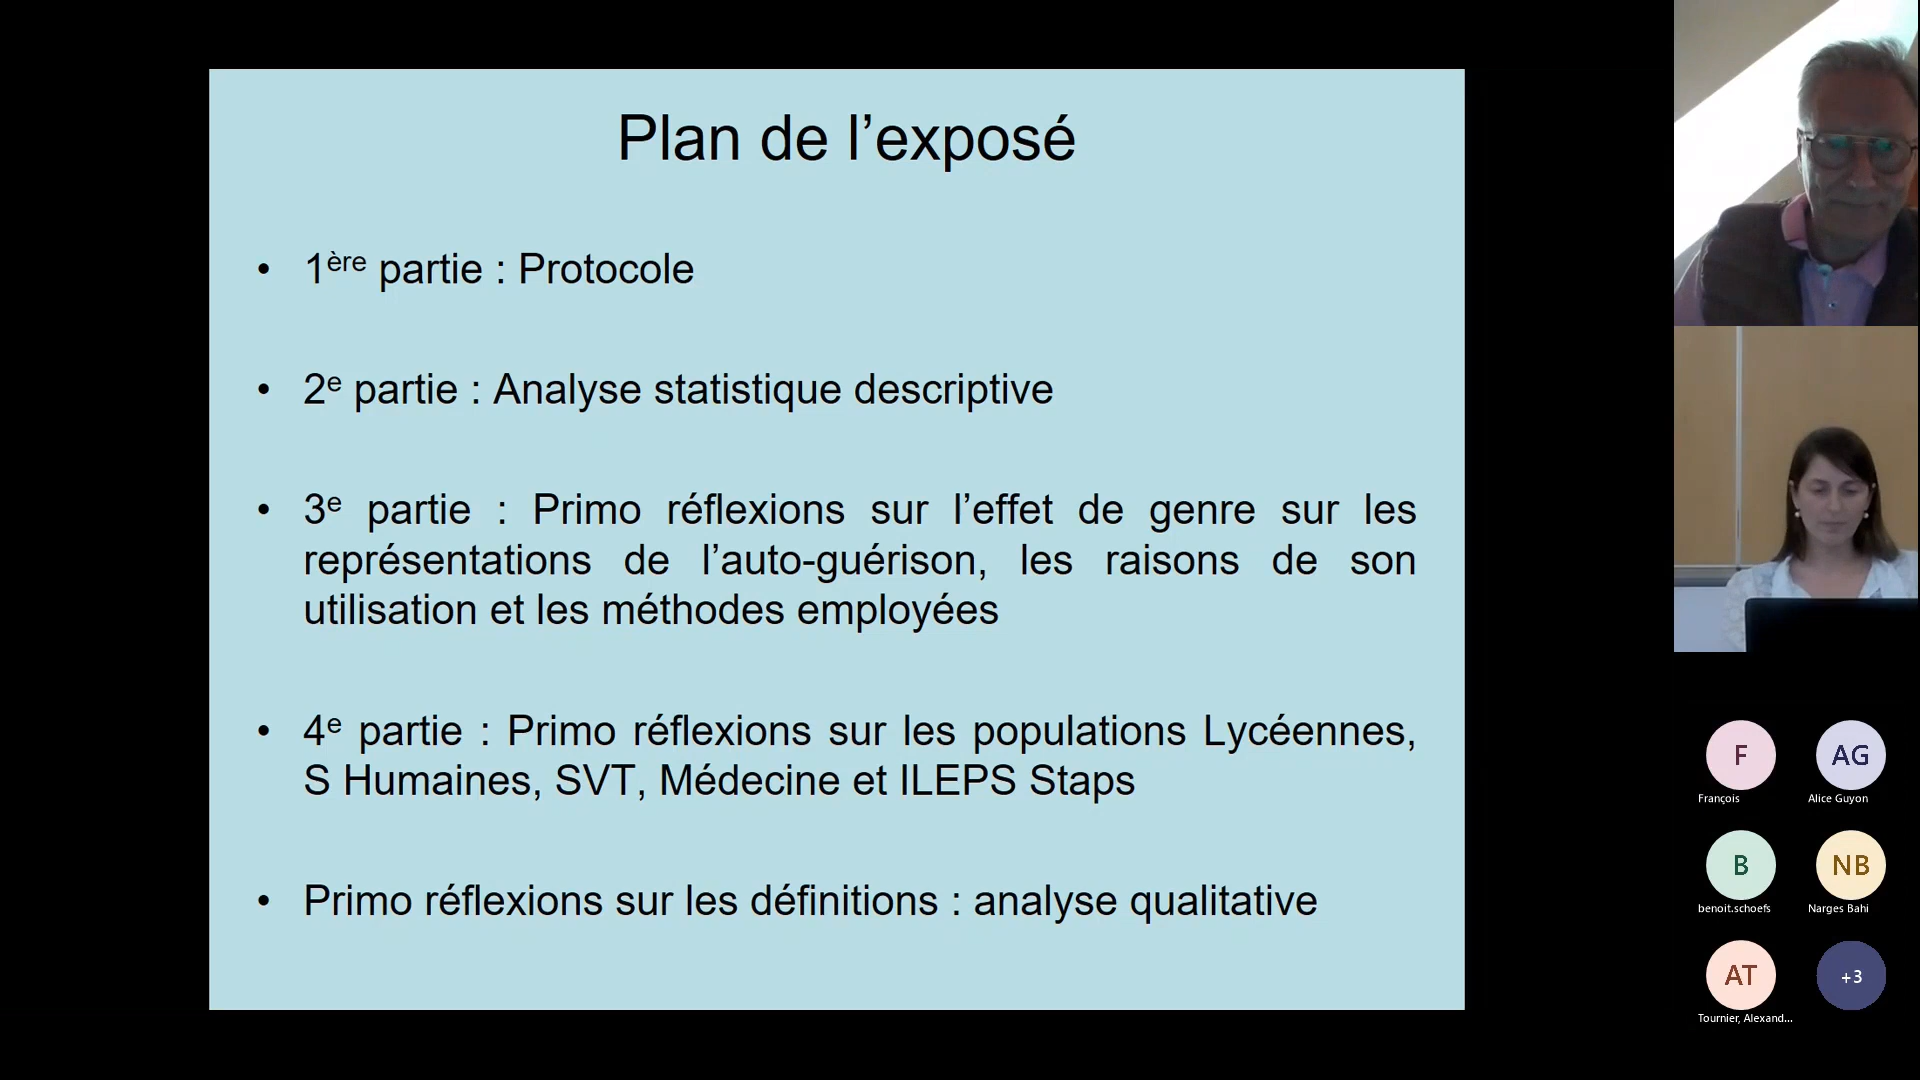 Plan de l’exposé
• 1ère partie : Protocole
• 2e partie : Analyse statistique descriptive
• 3e partie : Primo réflexions sur l’effet de genre sur les
représentations de l’auto-guérison, les raisons de son
utilisation et les méthodes employées
• 4e partie : Primo réflexions sur les populations Lycéennes,
S Humaines, SVT, Médecine et ILEPS Staps
• Primo réflexions sur les définitions : analyse qualitative
F
François
AG
Alice Guyon
B
benoit.schoefs
NB
Narges Bahi
AT
Tournier, Alexand...
+3